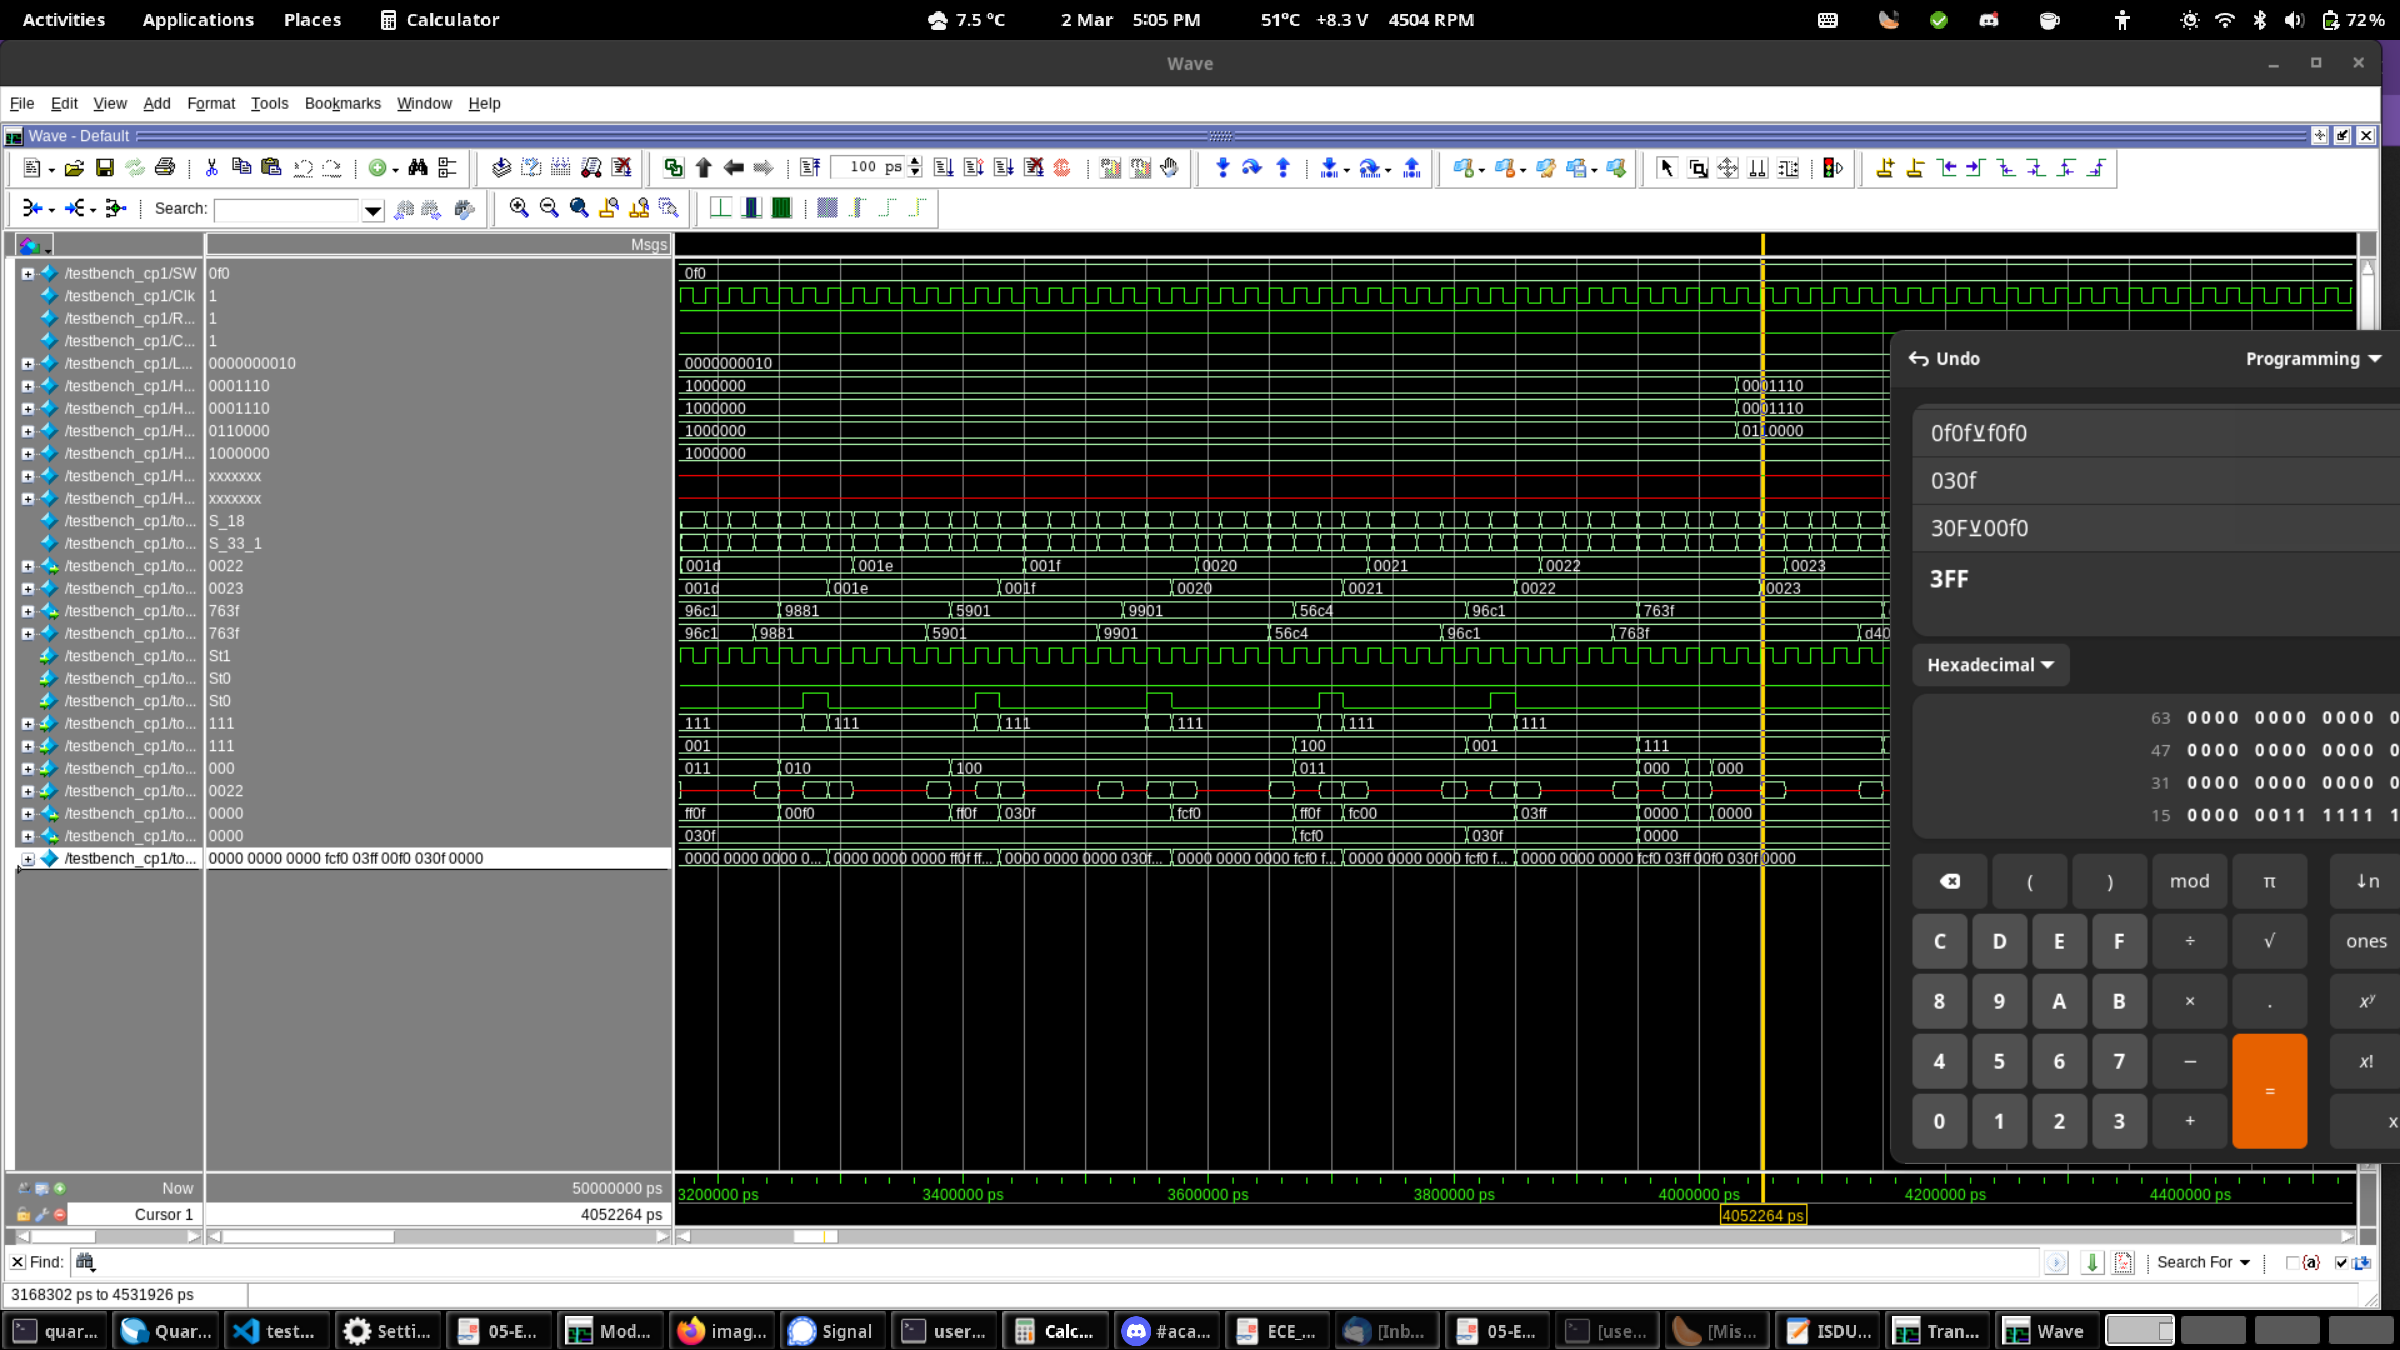 Activities Applications Places Calculator 7.5 °C 2 Mar 5:05 PM 51°C +8.3 V 4504 RPM 72%
Wave
File Edit View Add Format Tools Bookmarks Window Help
Wave - Default
100 ps
Search:
Msgs
/testbench_cp1/SW 0f0 0f0
/testbench_cp1/Clk 1
/testbench_cp1/R... 1
/testbench_cp1/C... 1
/testbench_cp1/L... 0000000010 0000000010
/testbench_cp1/H... 0001110 1000000 0001110
/testbench_cp1/H... 0001110 1000000 0001110
/testbench_cp1/H... 0110000 1000000 0110000
/testbench_cp1/H... 1000000 1000000
/testbench_cp1/H... xxxxxxx
/testbench_cp1/H... xxxxxxx
/testbench_cp1/to... S_18
/testbench_cp1/to... S_33_1
/testbench_cp1/to... 0022 001d 001e 001f 0020 0021 0022 0023
/testbench_cp1/to... 0023 001d 001e 001f 0020 0021 0022 0023
/testbench_cp1/to... 763f 96c1 9881 5901 9901 56c4 96c1 763f
/testbench_cp1/to... 763f 96c1 9881 5901 9901 56c4 96c1 763f d40
/testbench_cp1/to... St1
/testbench_cp1/to... St0
/testbench_cp1/to... St0
/testbench_cp1/to... 111 111 111 111 111 111 111
/testbench_cp1/to... 111 001 100 001 111
/testbench_cp1/to... 000 011 010 100 011 000 000
/testbench_cp1/to... 0022
/testbench_cp1/to... 0000 ff0f 00f0 ff0f 030f fcf0 ff0f fc00 03ff 0000 0000
/testbench_cp1/to... 0000 030f fcf0 030f 0000
/testbench_cp1/to... 0000 0000 0000 fcf0 03ff 00f0 030f 0000 0000 0000 0000 0... 0000 0000 0000 ff0f ff... 0000 0000 0000 030f... 0000 0000 0000 fcf0 f... 0000 0000 0000 fcf0 f... 0000 0000 0000 fcf0 03ff 00f0 030f 0000
Undo Programming
0f0f⊻f0f0
030f
30F⊻00f0
3FF
Hexadecimal
63 0000 0000 0000 0
47 0000 0000 0000 0
31 0000 0000 0000 0
15 0000 0011 1111 1
( ) mod π ↓n
C D E F ÷ √ ones
8 9 A B × . xʸ
4 5 6 7 − x!
=
0 1 2 3 + x
Now 50000000 ps 3200000 ps 3400000 ps 3600000 ps 3800000 ps 4000000 ps 4200000 ps 4400000 ps
Cursor 1 4052264 ps 4052264 ps
Find: Search For {a}
3168302 ps to 4531926 ps
quar... Quar... test... Setti... 05-E... Mod... imag... Signal user... Calc... #aca... ECE_... [Inb... 05-E... [use... [Mis... ISDU... Tran... Wave